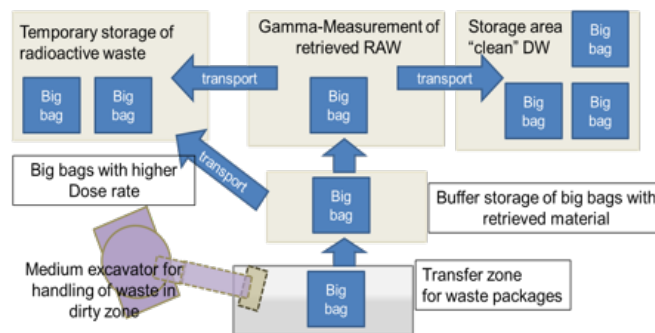 Temporary storage of
radioactive waste
Big
bag
Big
bag
transport
Gamma-Measurement of
retrieved RAW
Big
bag
transport
Storage area
“clean” DW
Big
bag
Big
bag
Big
bag
Big bags with higher
Dose rate
transport
Big
bag
Buffer storage of big bags with
retrieved material
Medium excavator for
handling of waste in
dirty zone
Big
bag
Transfer zone
for waste packages